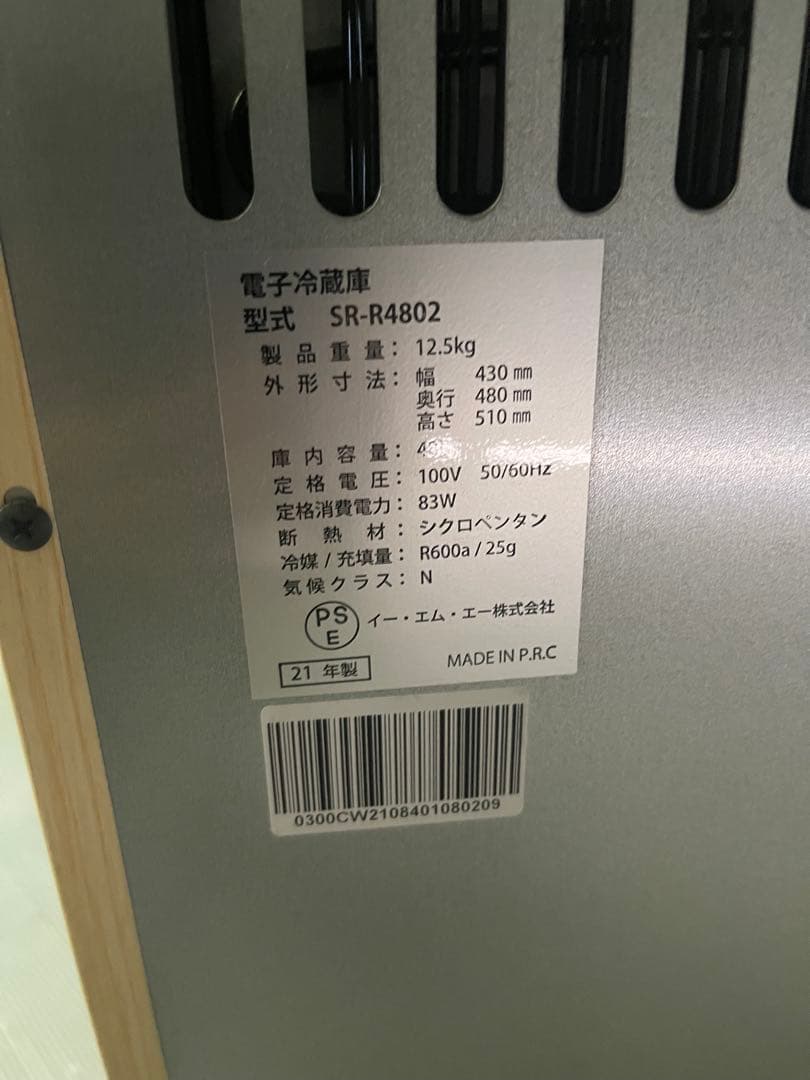 電子冷蔵庫
型式 SR-R4802
製品重量： 12.5kg
外形寸法： 幅 430㎜
奥行 480㎜
高さ 510㎜
庫内容量：
定格電圧： 100V 50/60Hz
定格消費電力： 83W
断熱材： シクロペンタン
冷媒/充填量： R600a/25g
気候クラス： N
PS
E
イー・エム・エー株式会社
21 年製
MADE IN P.R.C
0300CW2108401080209